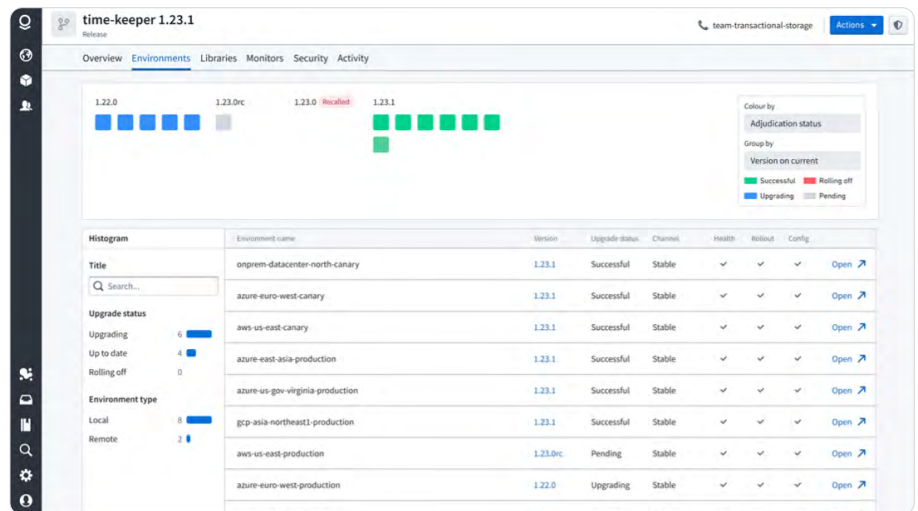 time-keeper 1.23.1
Release
team-transactional-storage
Actions
Overview Environments Libraries Monitors Security Activity
1.22.0 1.23.0rc 1.23.0 Recalled 1.23.1
Colour by
Adjudication status
Group by
Version on current
Successful Rolling off
Upgrading Pending
Histogram
Title
Search...
Upgrade status
Upgrading 6
Up to date 4
Rolling off 0
Environment type
Local 8
Remote 2
Environment name Version Upgrade status Channel Health Rollout Config
onprem-datacenter-north-canary 1.23.1 Successful Stable Open
azure-euro-west-canary 1.23.1 Successful Stable Open
aws-us-east-canary 1.23.1 Successful Stable Open
azure-east-asia-production 1.23.1 Successful Stable Open
azure-us-gov-virginia-production 1.23.1 Successful Stable Open
gcp-asia-northeast1-production 1.23.1 Successful Stable Open
aws-us-east-production 1.23.0rc Pending Stable Open
azure-euro-west-production 1.22.0 Upgrading Stable Open